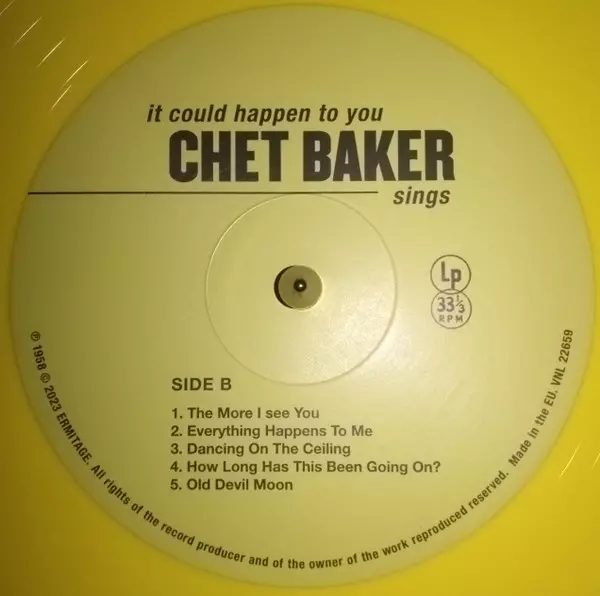 it could happen to you
CHET BAKER
sings
Lp
33 1/3
RPM
SIDE B
1. The More I see You
2. Everything Happens To Me
3. Dancing On The Ceiling
4. How Long Has This Been Going On?
5. Old Devil Moon
℗ 1958 © 2023 ERMITAGE. All rights of the record producer and of the owner of the work reproduced reserved. Made in the EU. VNL 22659